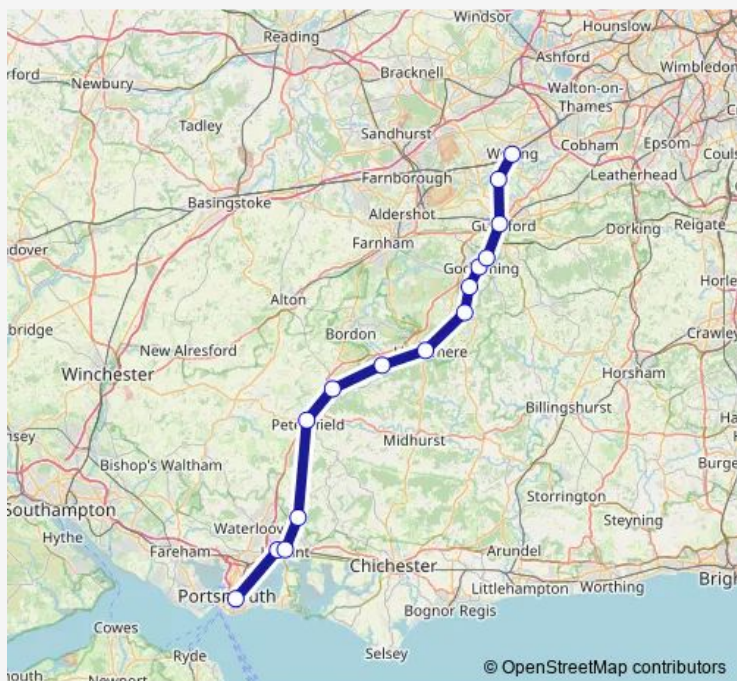 Windsor
Hounslow
Reading
Ashford
Wimbledon
Bracknell
Newbury
Walton-on-
Thames
Tadley
Sandhurst
Cobham
Epsom
Farnborough
Leatherhead
Basingstoke
Aldershot
Dorking
Reigate
Farnham
Alton
Bordon
New Alresford
Crawley
Winchester
Horsham
Billingshurst
Midhurst
Bishop's Waltham
Storrington
Southampton
Steyning
Hythe
Fareham
Arundel
Chichester
Littlehampton
Worthing
Bognor Regis
Cowes
Ryde
Selsey
Newport
© OpenStreetMap contributors